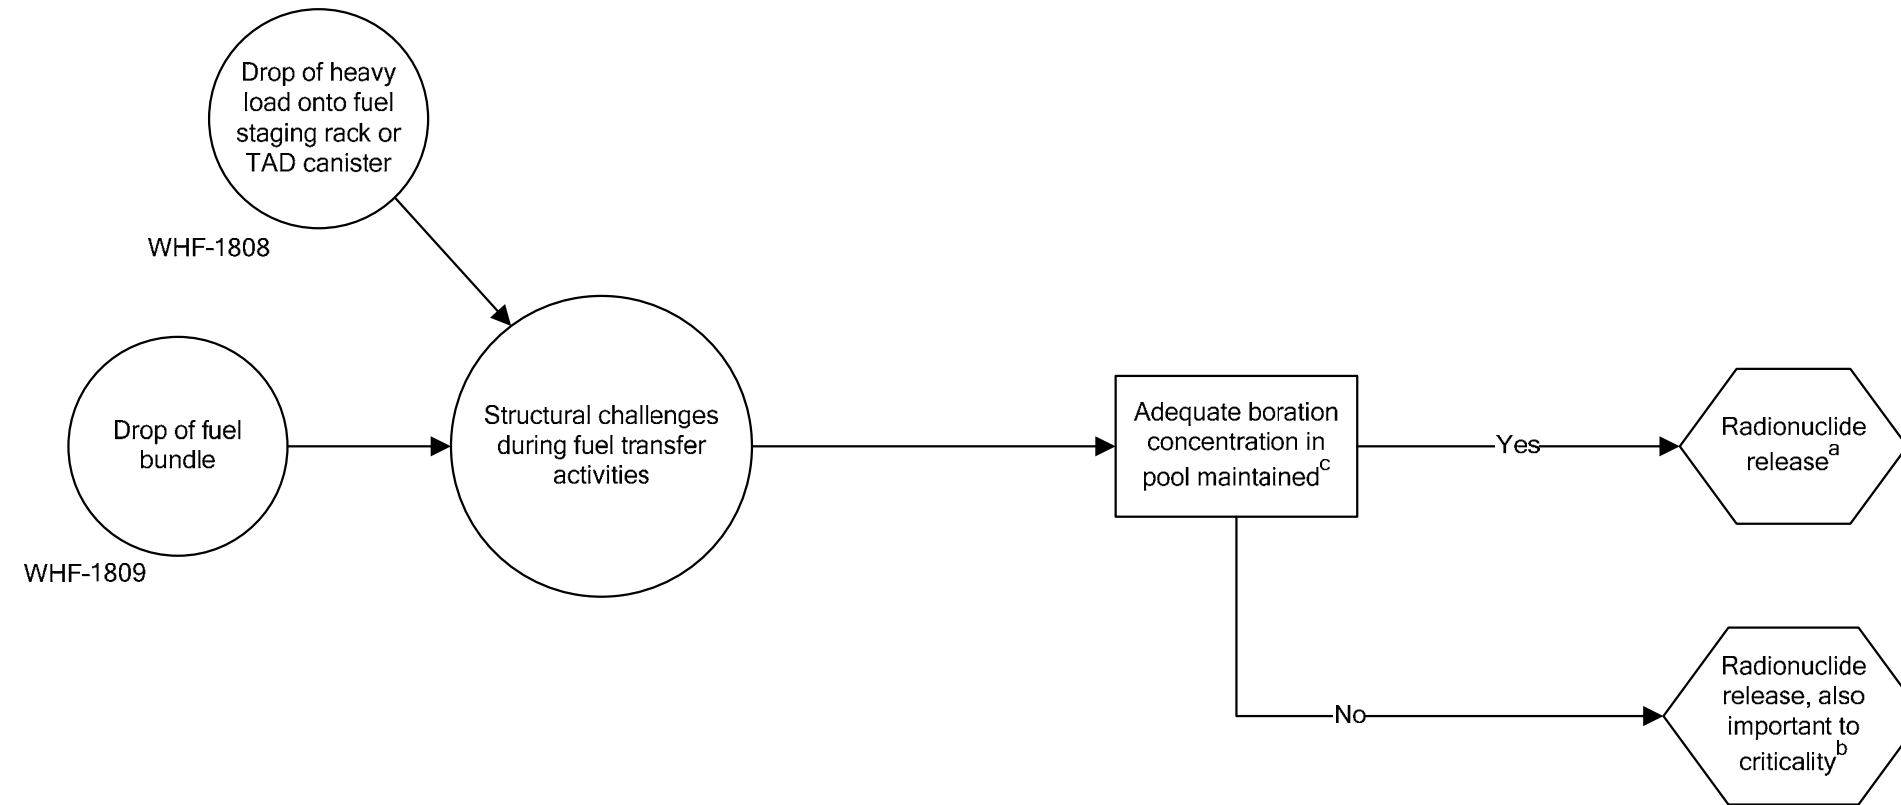 Drop of heavy
load onto fuel
staging rack or
TAD canister
WHF-1808
Drop of fuel
bundle
WHF-1809
Structural challenges
during fuel transfer
activities
Adequate boration
concentration in
pool maintained^c
Yes
Radionuclide
release^a
No
Radionuclide
release, also
important to
criticality^b